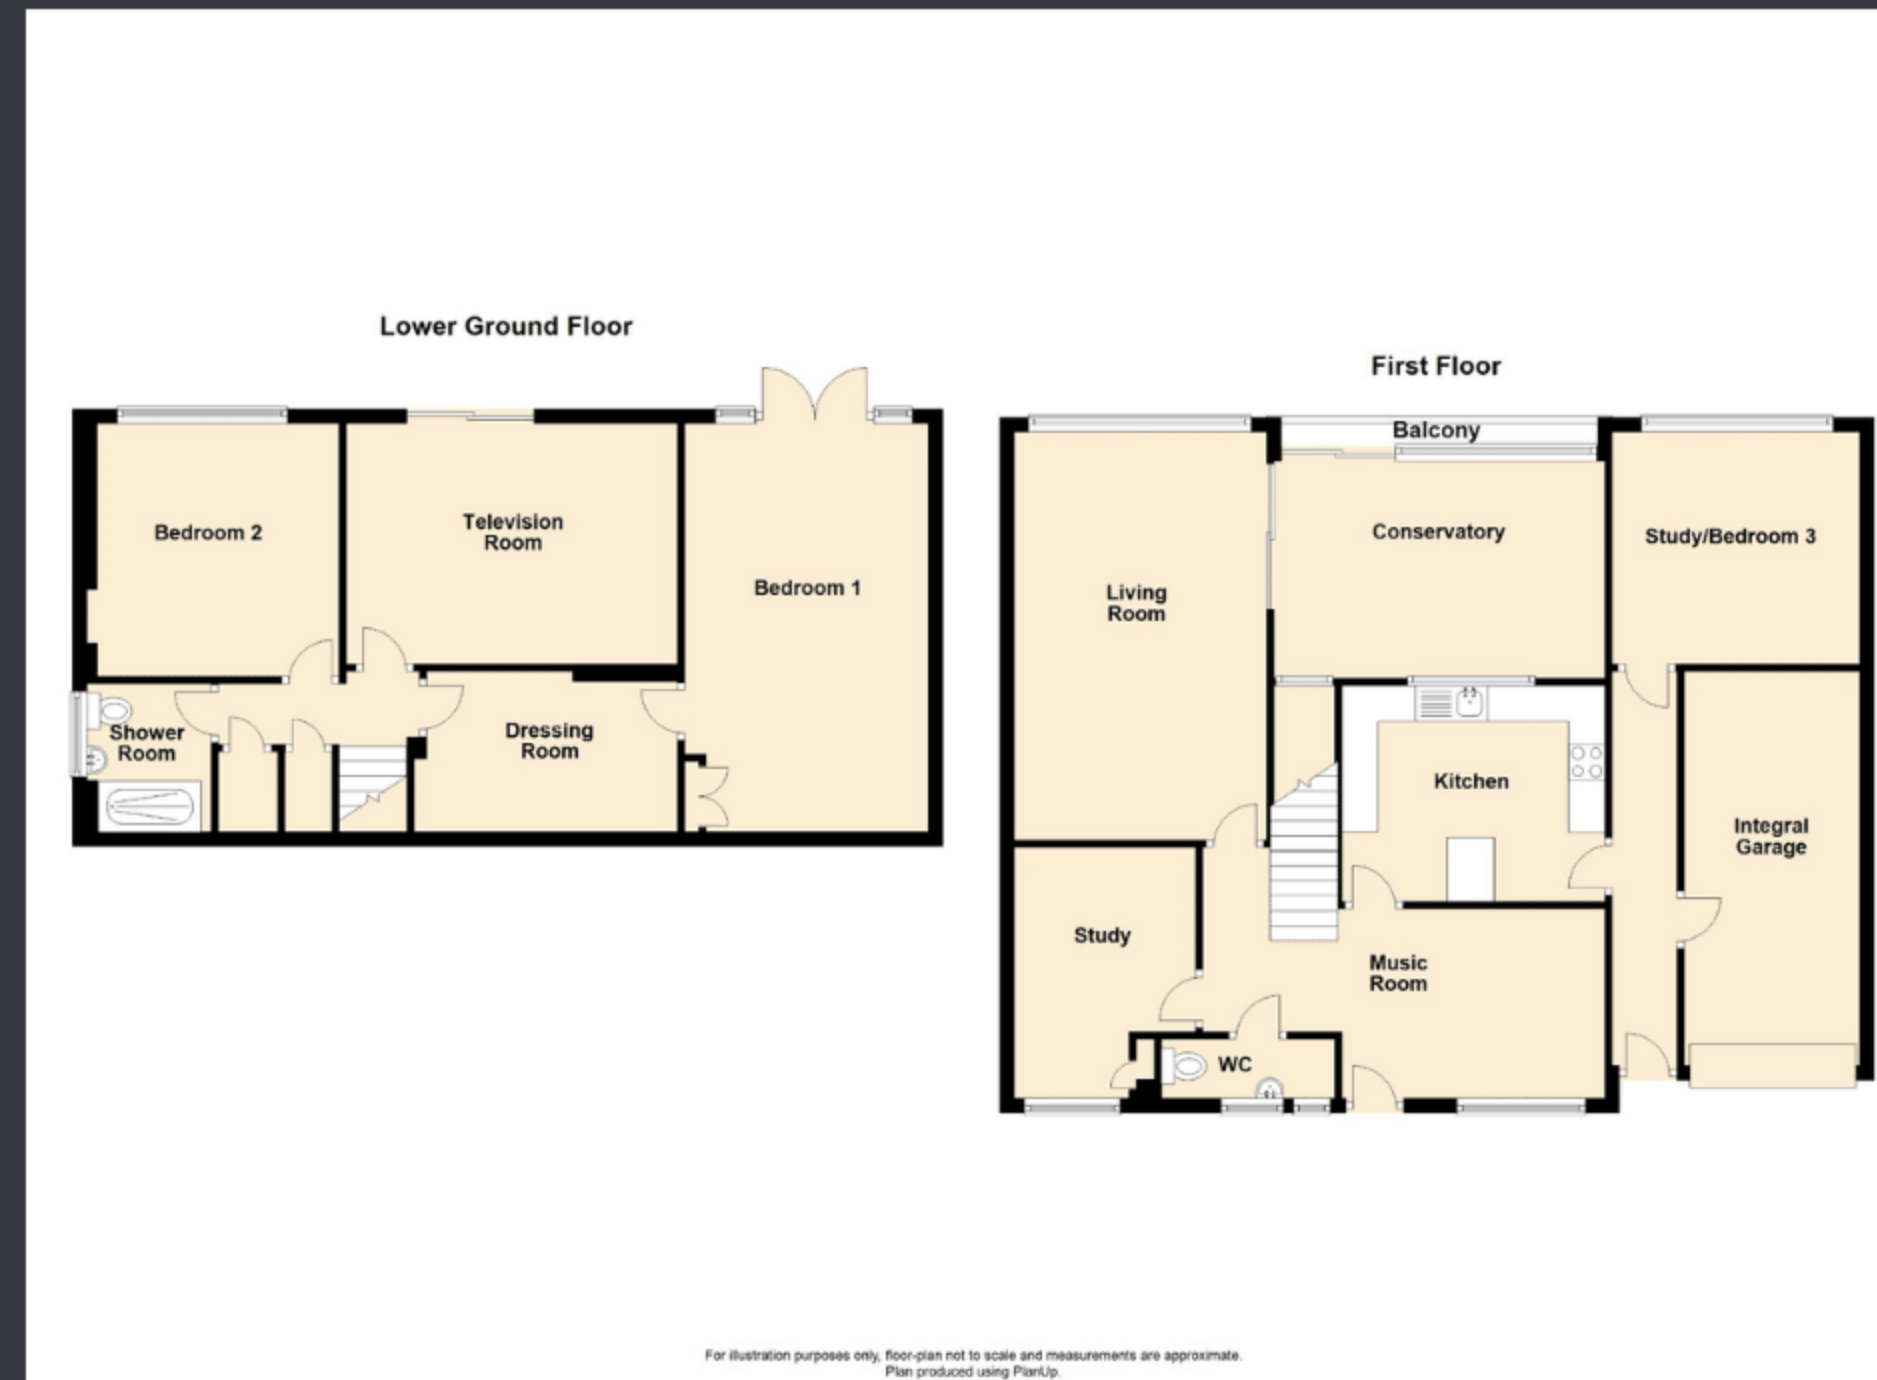 Lower Ground Floor
Bedroom 2
Television
Room
Bedroom 1
Shower
Room
Dressing
Room
First Floor
Balcony
Conservatory
Study/Bedroom 3
Living
Room
Kitchen
Integral
Garage
Study
Music
Room
WC
For illustration purposes only, floor-plan not to scale and measurements are approximate.
Plan produced using PlanUp.